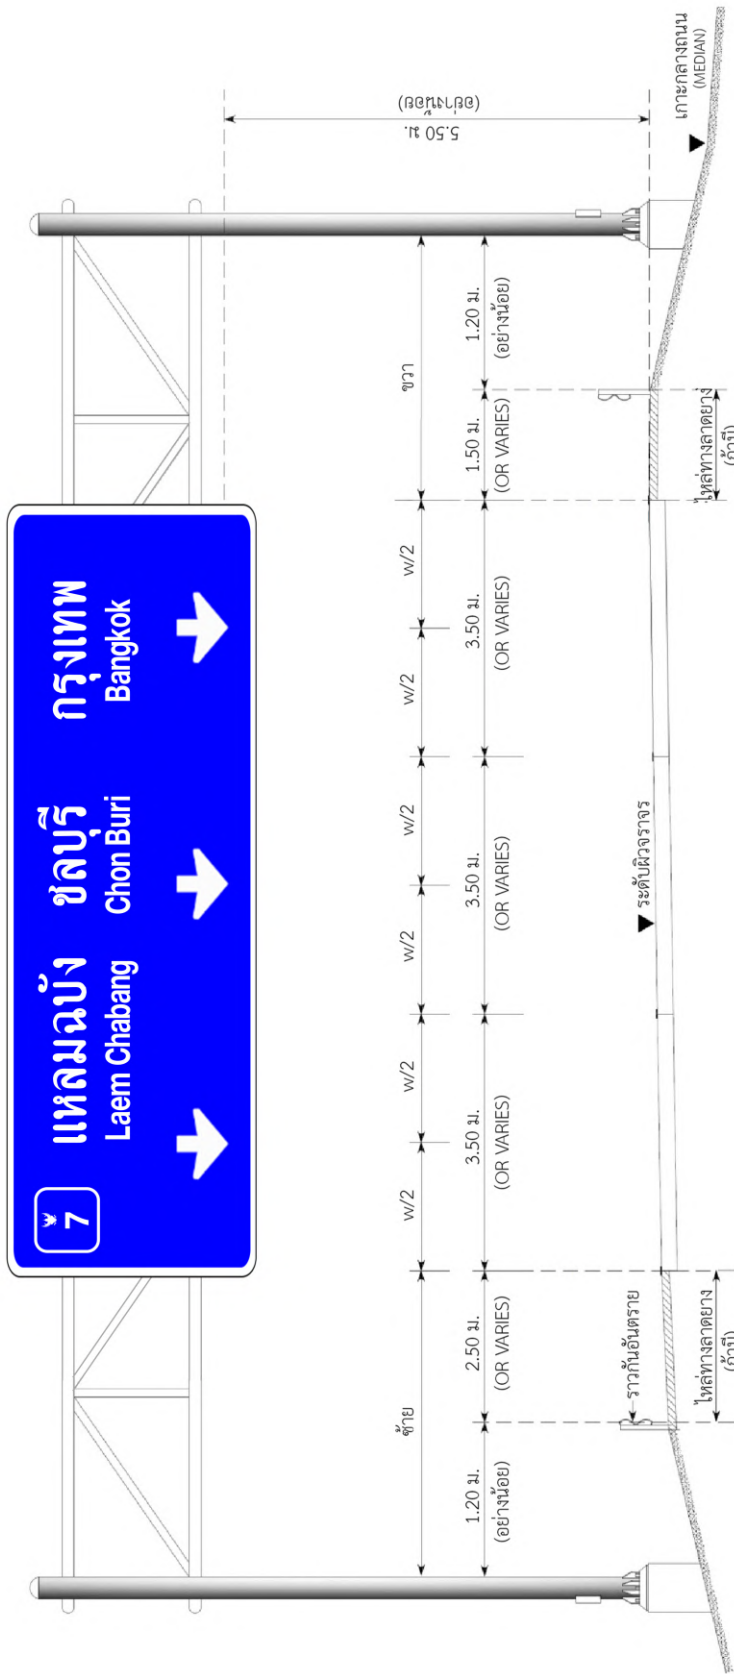 7
แหลมฉบัง
Laem Chabang
ชลบุรี
Chon Buri
กรุงเทพ
Bangkok
5.50 ม.
(อย่างน้อย)
ซ้าย
w/2
w/2
w/2
w/2
w/2
w/2
ขวา
1.20 ม.
(อย่างน้อย)
2.50 ม.
(OR VARIES)
3.50 ม.
(OR VARIES)
3.50 ม.
(OR VARIES)
3.50 ม.
(OR VARIES)
1.50 ม.
(OR VARIES)
1.20 ม.
(อย่างน้อย)
ราวกันอันตราย
ระดับผิวจราจร
เกาะกลางถนน
(MEDIAN)
ไหล่ทางลาดยาง
(ถ้ามี)
ไหล่ทางลาดยาง
(ถ้ามี)